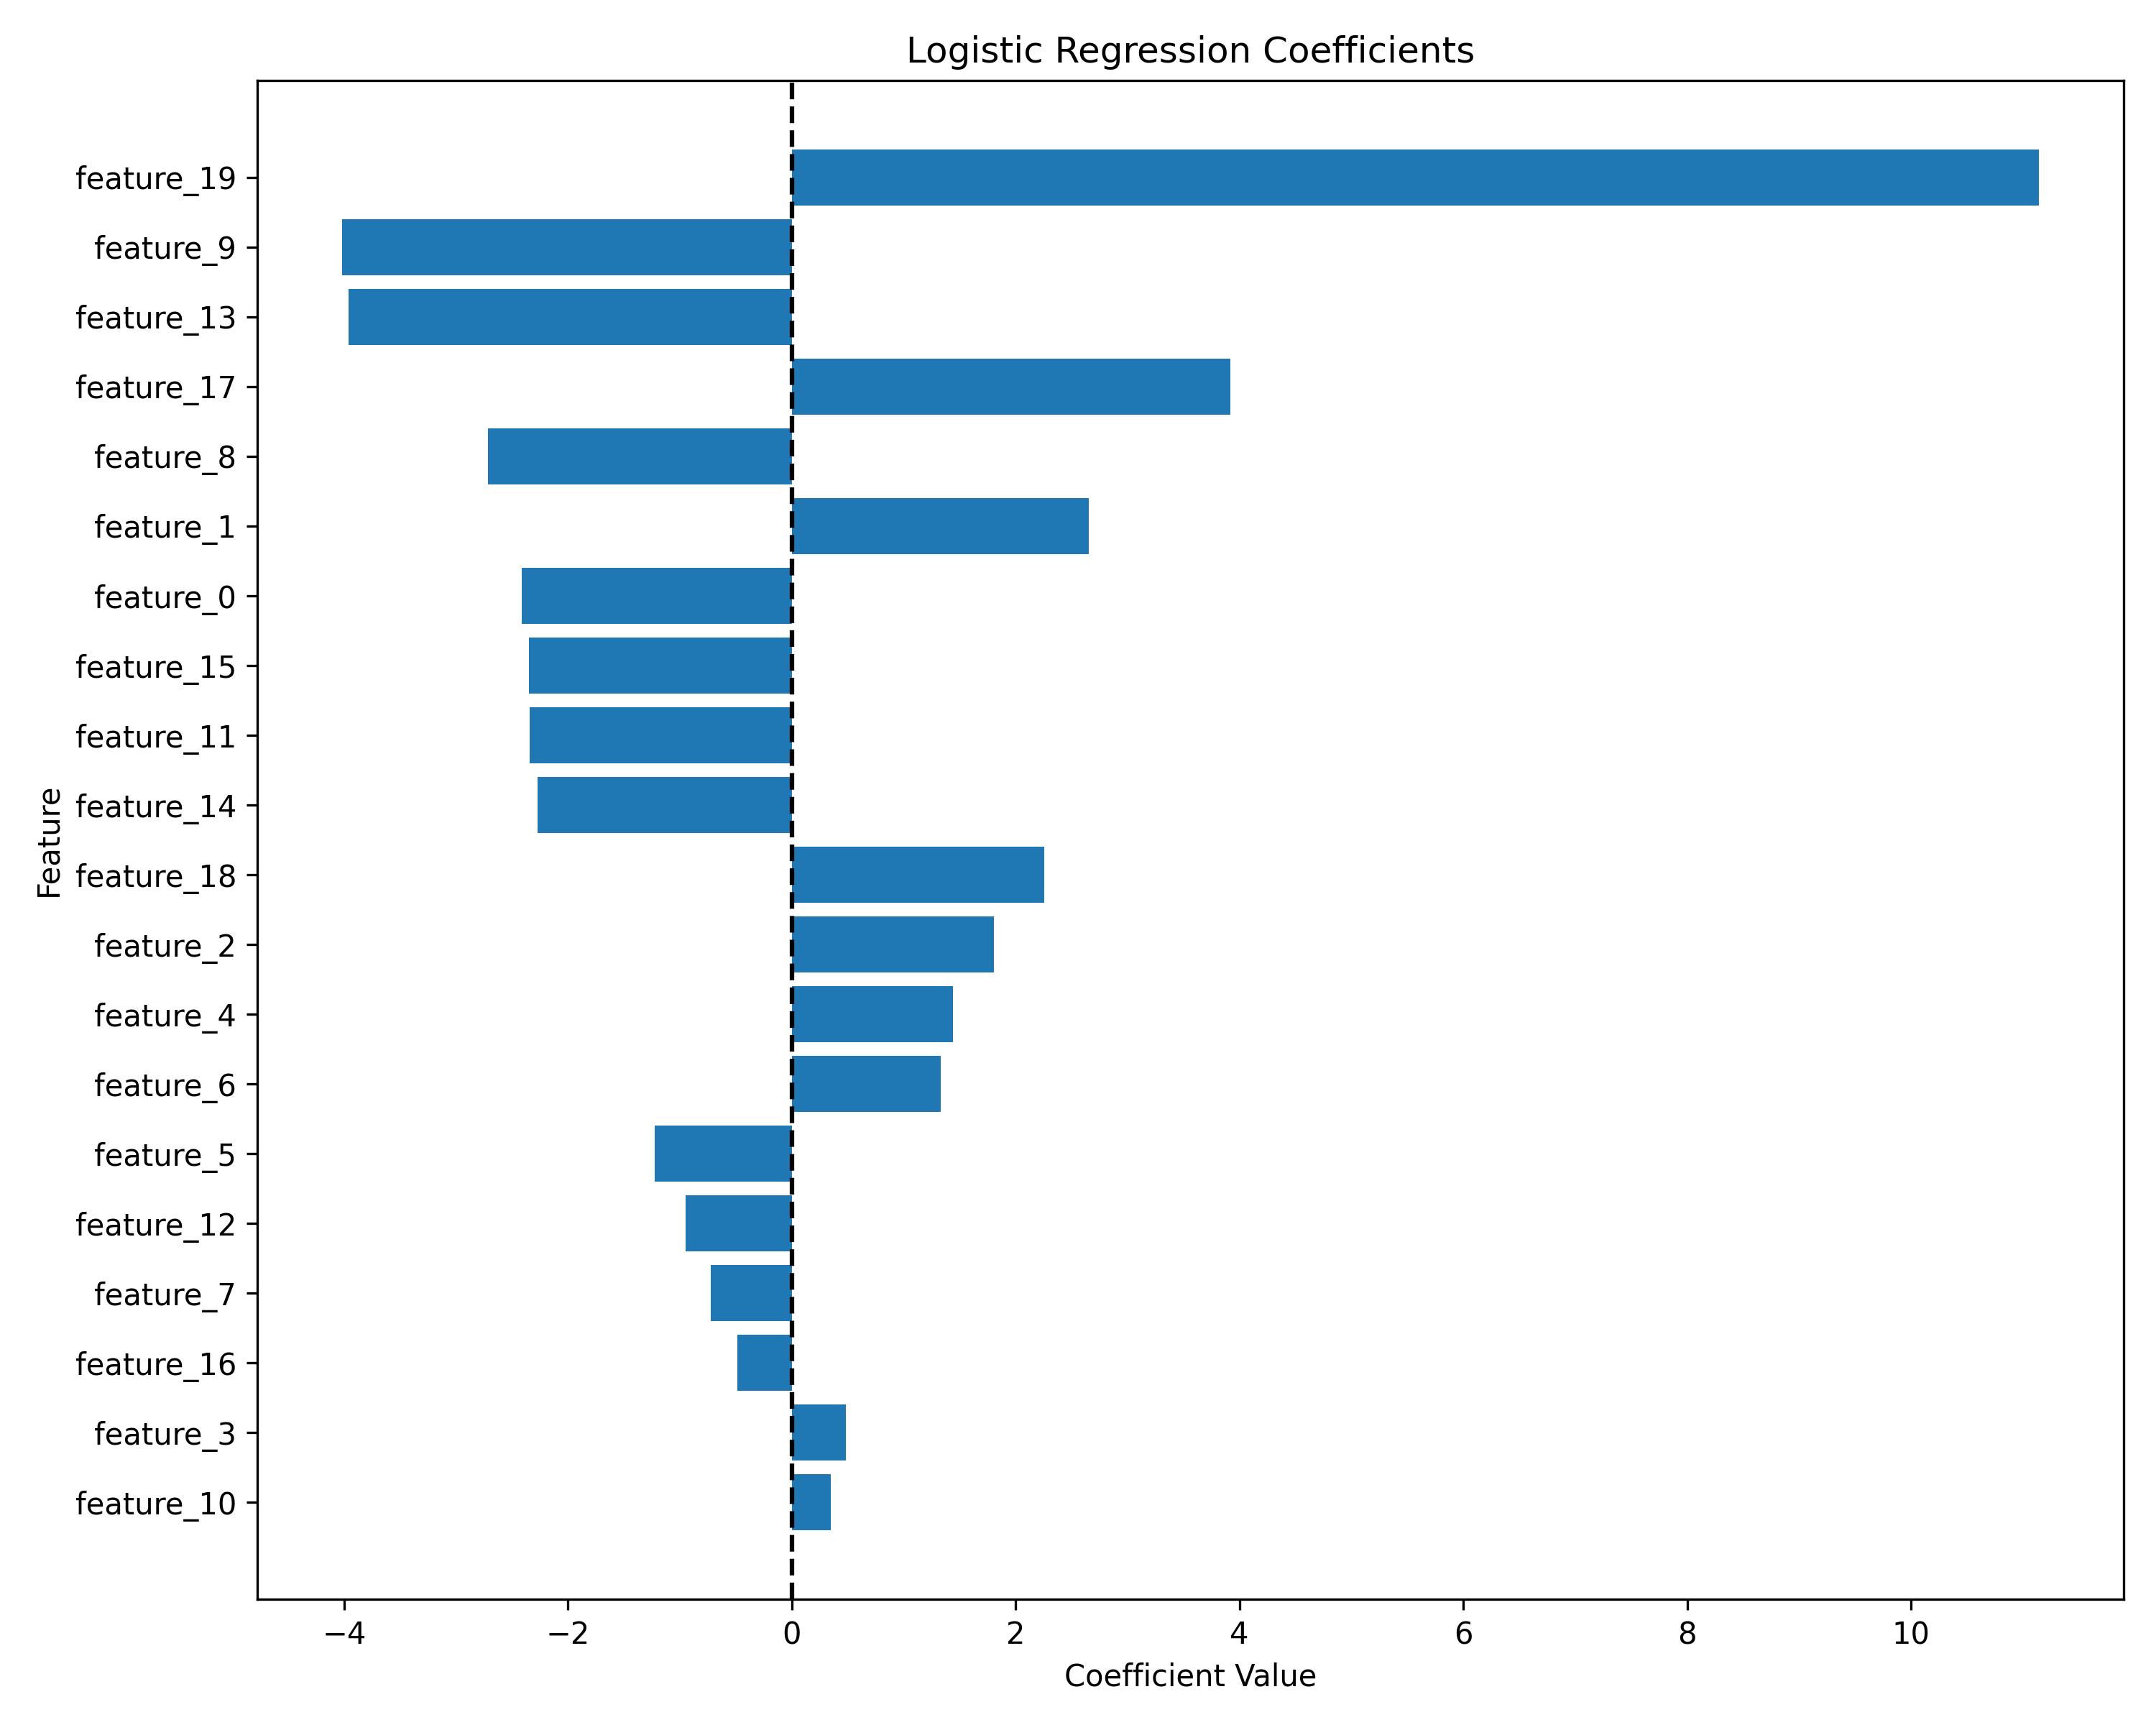 Logistic Regression Coefficients
feature_19
feature_9
feature_13
feature_17
feature_8
feature_1
feature_0
feature_15
feature_11
feature_14
feature_18
feature_2
feature_4
feature_6
feature_5
feature_12
feature_7
feature_16
feature_3
feature_10
Feature
−4 −2 0 2 4 6 8 10
Coefficient Value